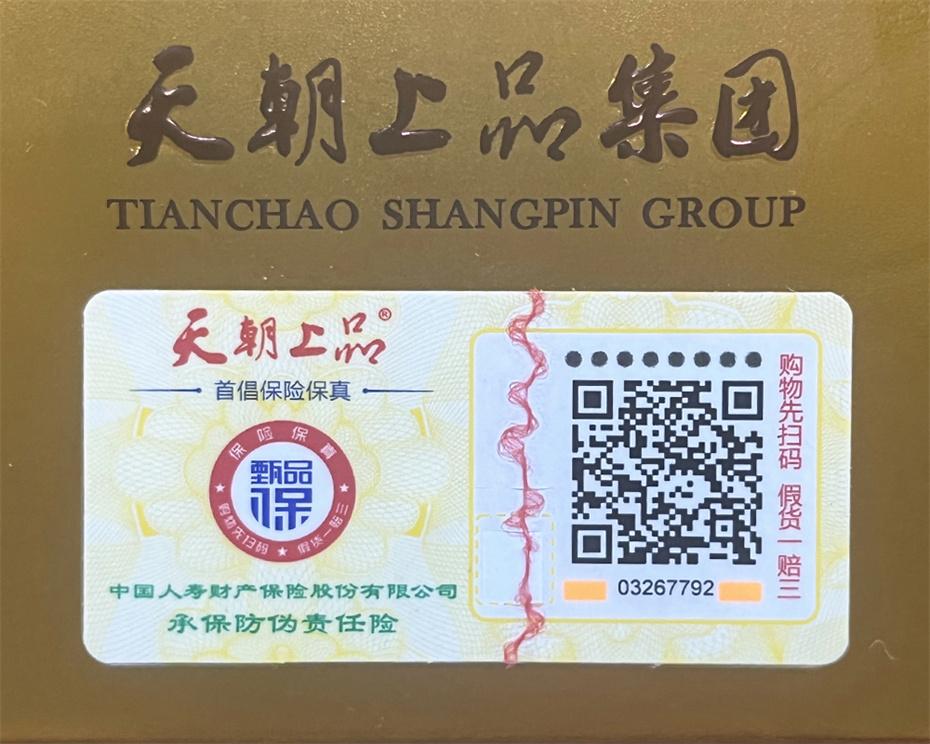 天朝上品集团
TIANCHAO SHANGPIN GROUP
天朝上品®
首倡保险保真
保险保真
甄品
保
购物先扫码 ★ 假货一赔三
中国人寿财产保险股份有限公司
承保防伪责任险
03267792
购物先扫码 假货一赔三